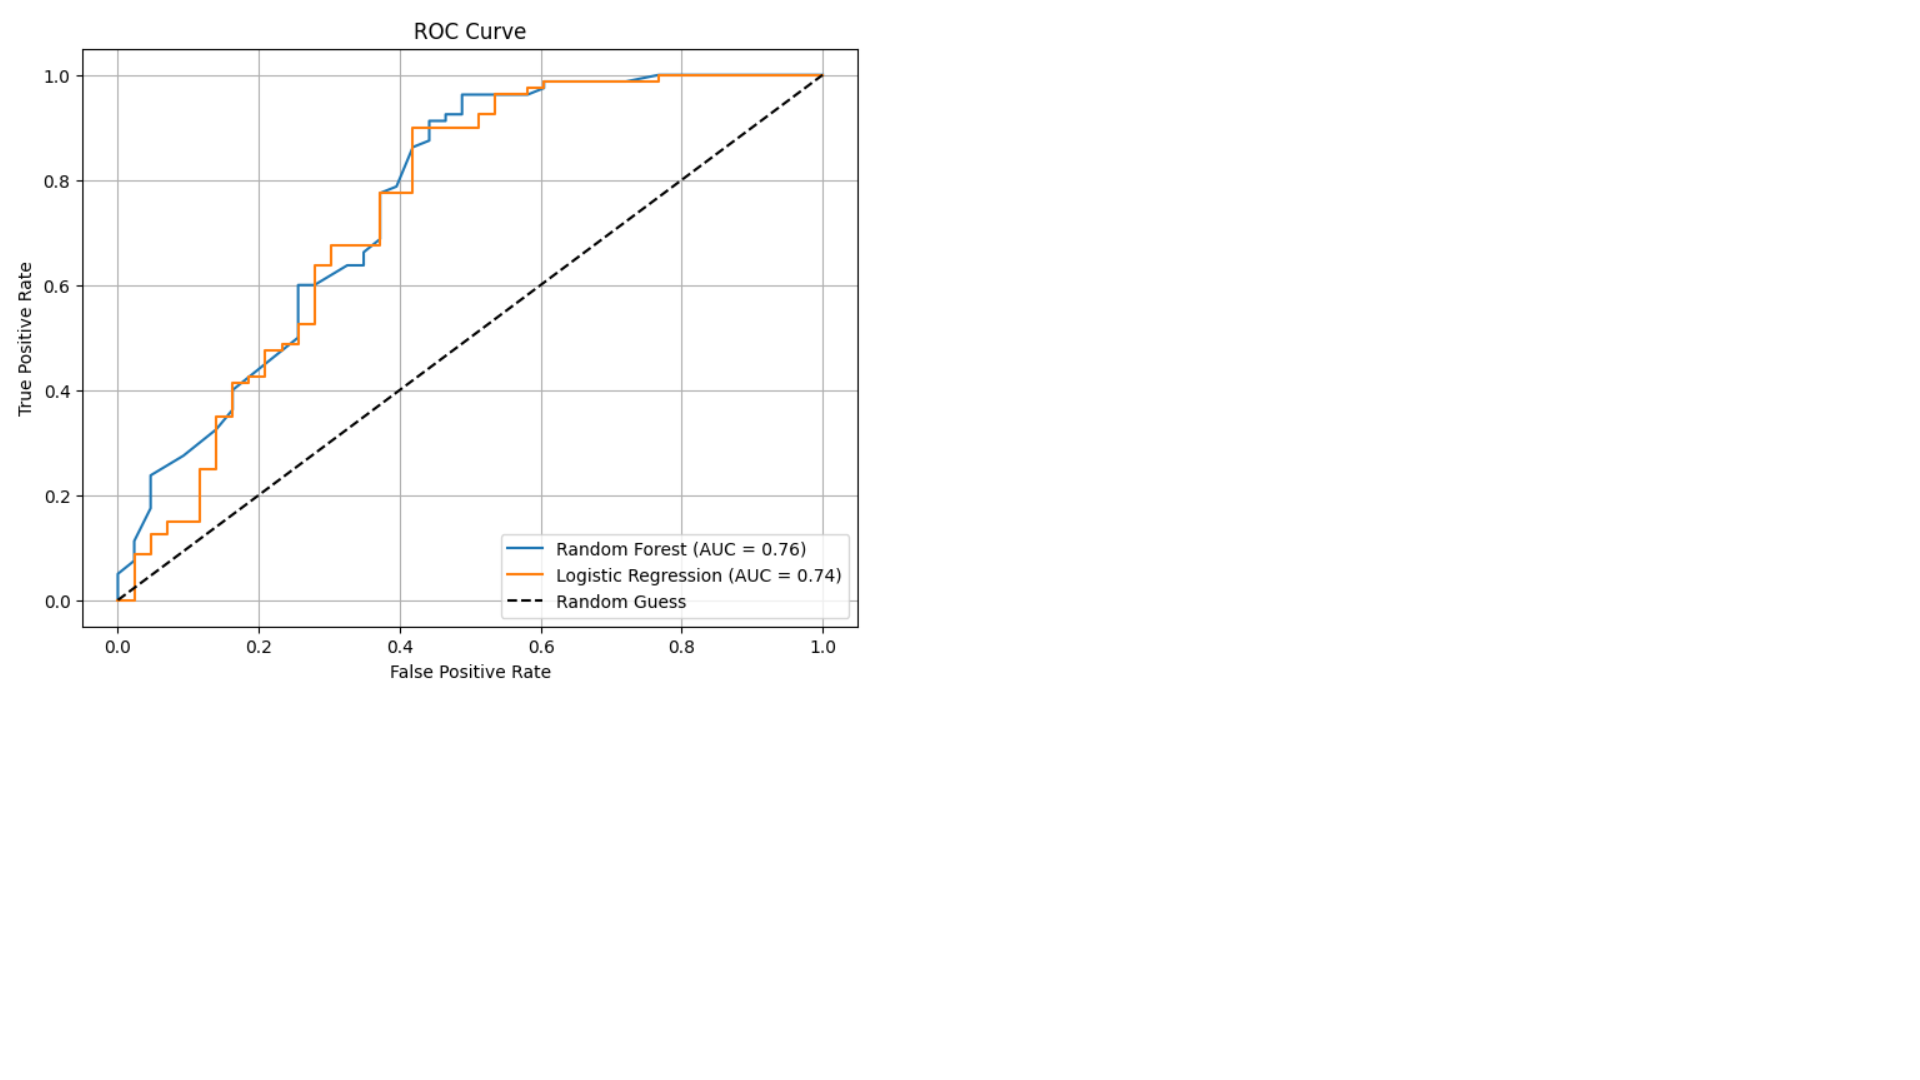 ROC Curve
1.0
0.8
0.6
0.4
0.2
0.0
True Positive Rate
Random Forest (AUC = 0.76)
Logistic Regression (AUC = 0.74)
Random Guess
0.0 0.2 0.4 0.6 0.8 1.0
False Positive Rate